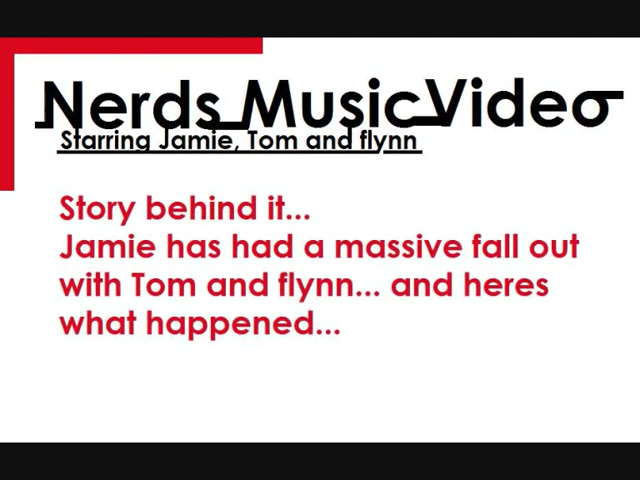 Nerds Music Video
Starring Jamie, Tom and flynn
Story behind it...
Jamie has had a massive fall out
with Tom and flynn... and heres
what happened...